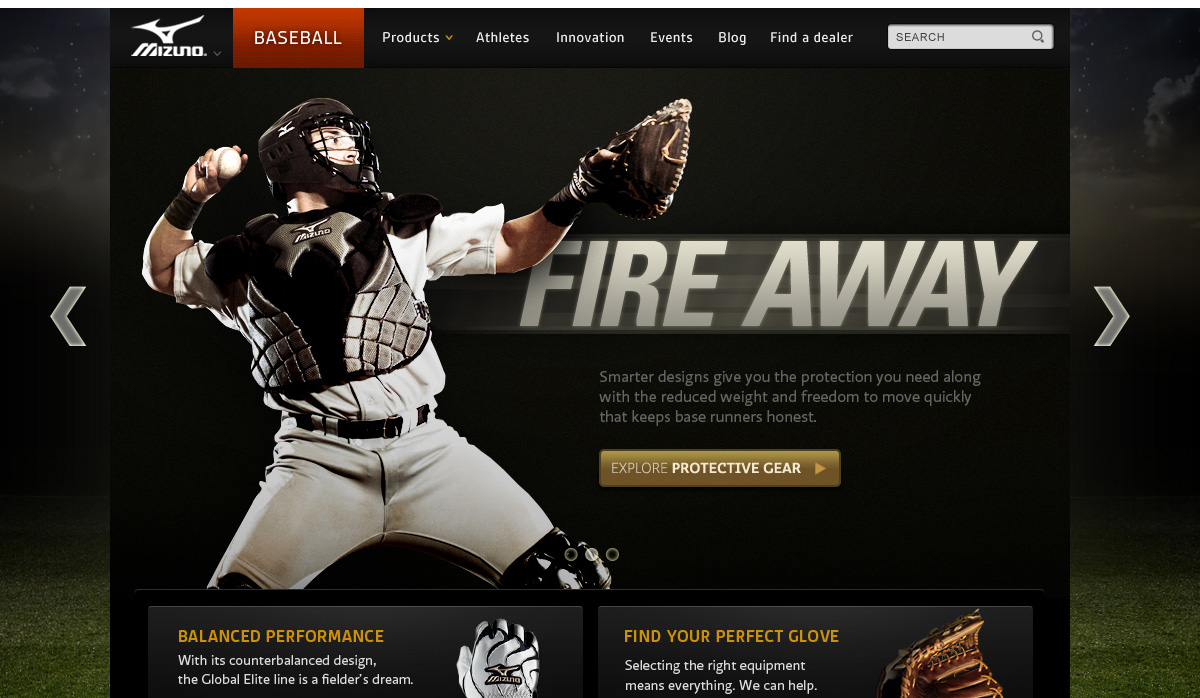 MIZUNO
BASEBALL
Products
Athletes
Innovation
Events
Blog
Find a dealer
SEARCH
MIZUNO
FIRE AWAY
Smarter designs give you the protection you need along
with the reduced weight and freedom to move quickly
that keeps base runners honest.
EXPLORE PROTECTIVE GEAR
BALANCED PERFORMANCE
With its counterbalanced design,
the Global Elite line is a fielder's dream.
MIZUNO
FIND YOUR PERFECT GLOVE
Selecting the right equipment
means everything. We can help.